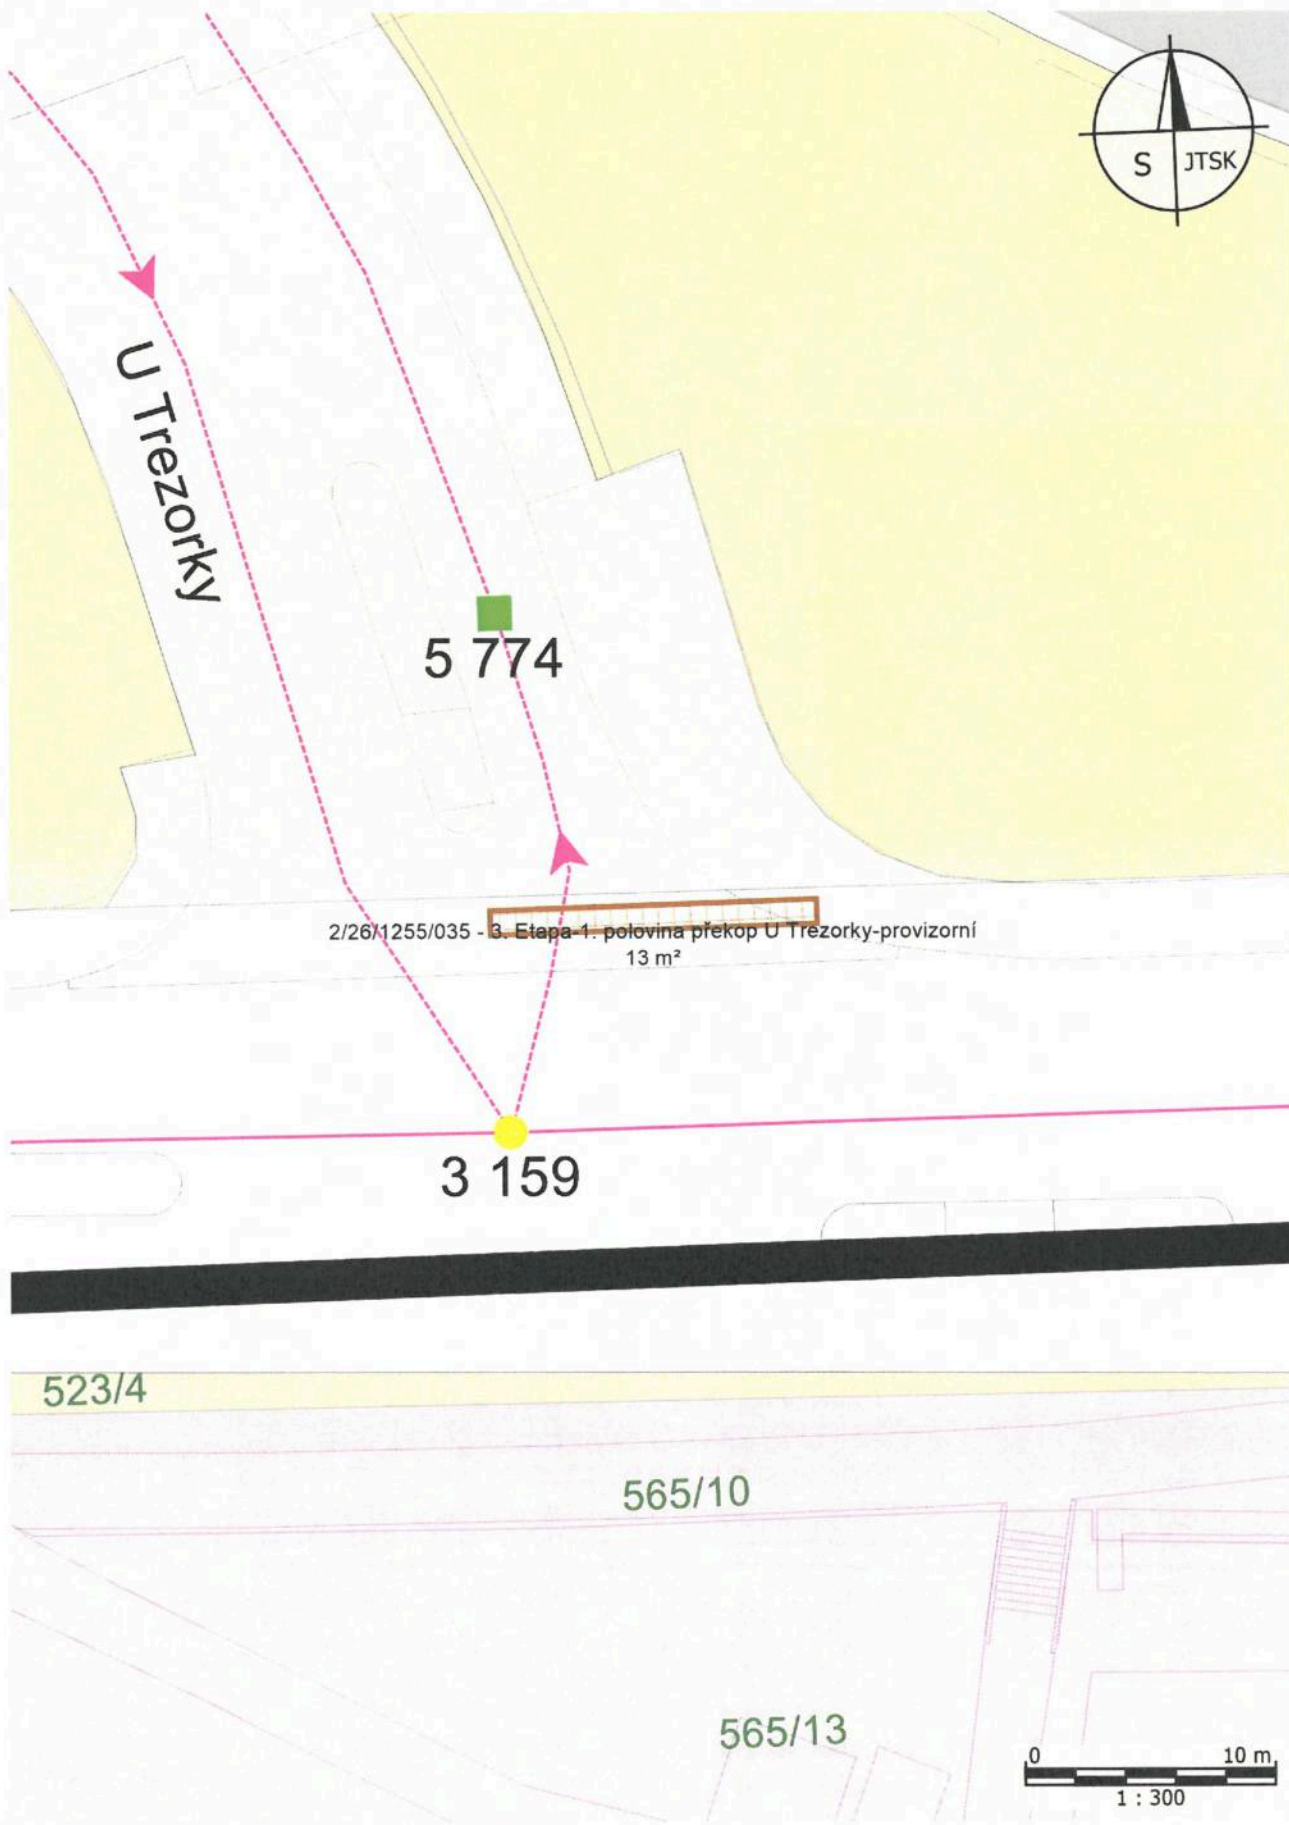 S JTSK
U Trezorky
5 774
2/26/1255/035 - 3. Etapa-1. polovina překop U Trezorky-provizorní
13 m²
3 159
523/4
565/10
565/13
0 10 m
1 : 300